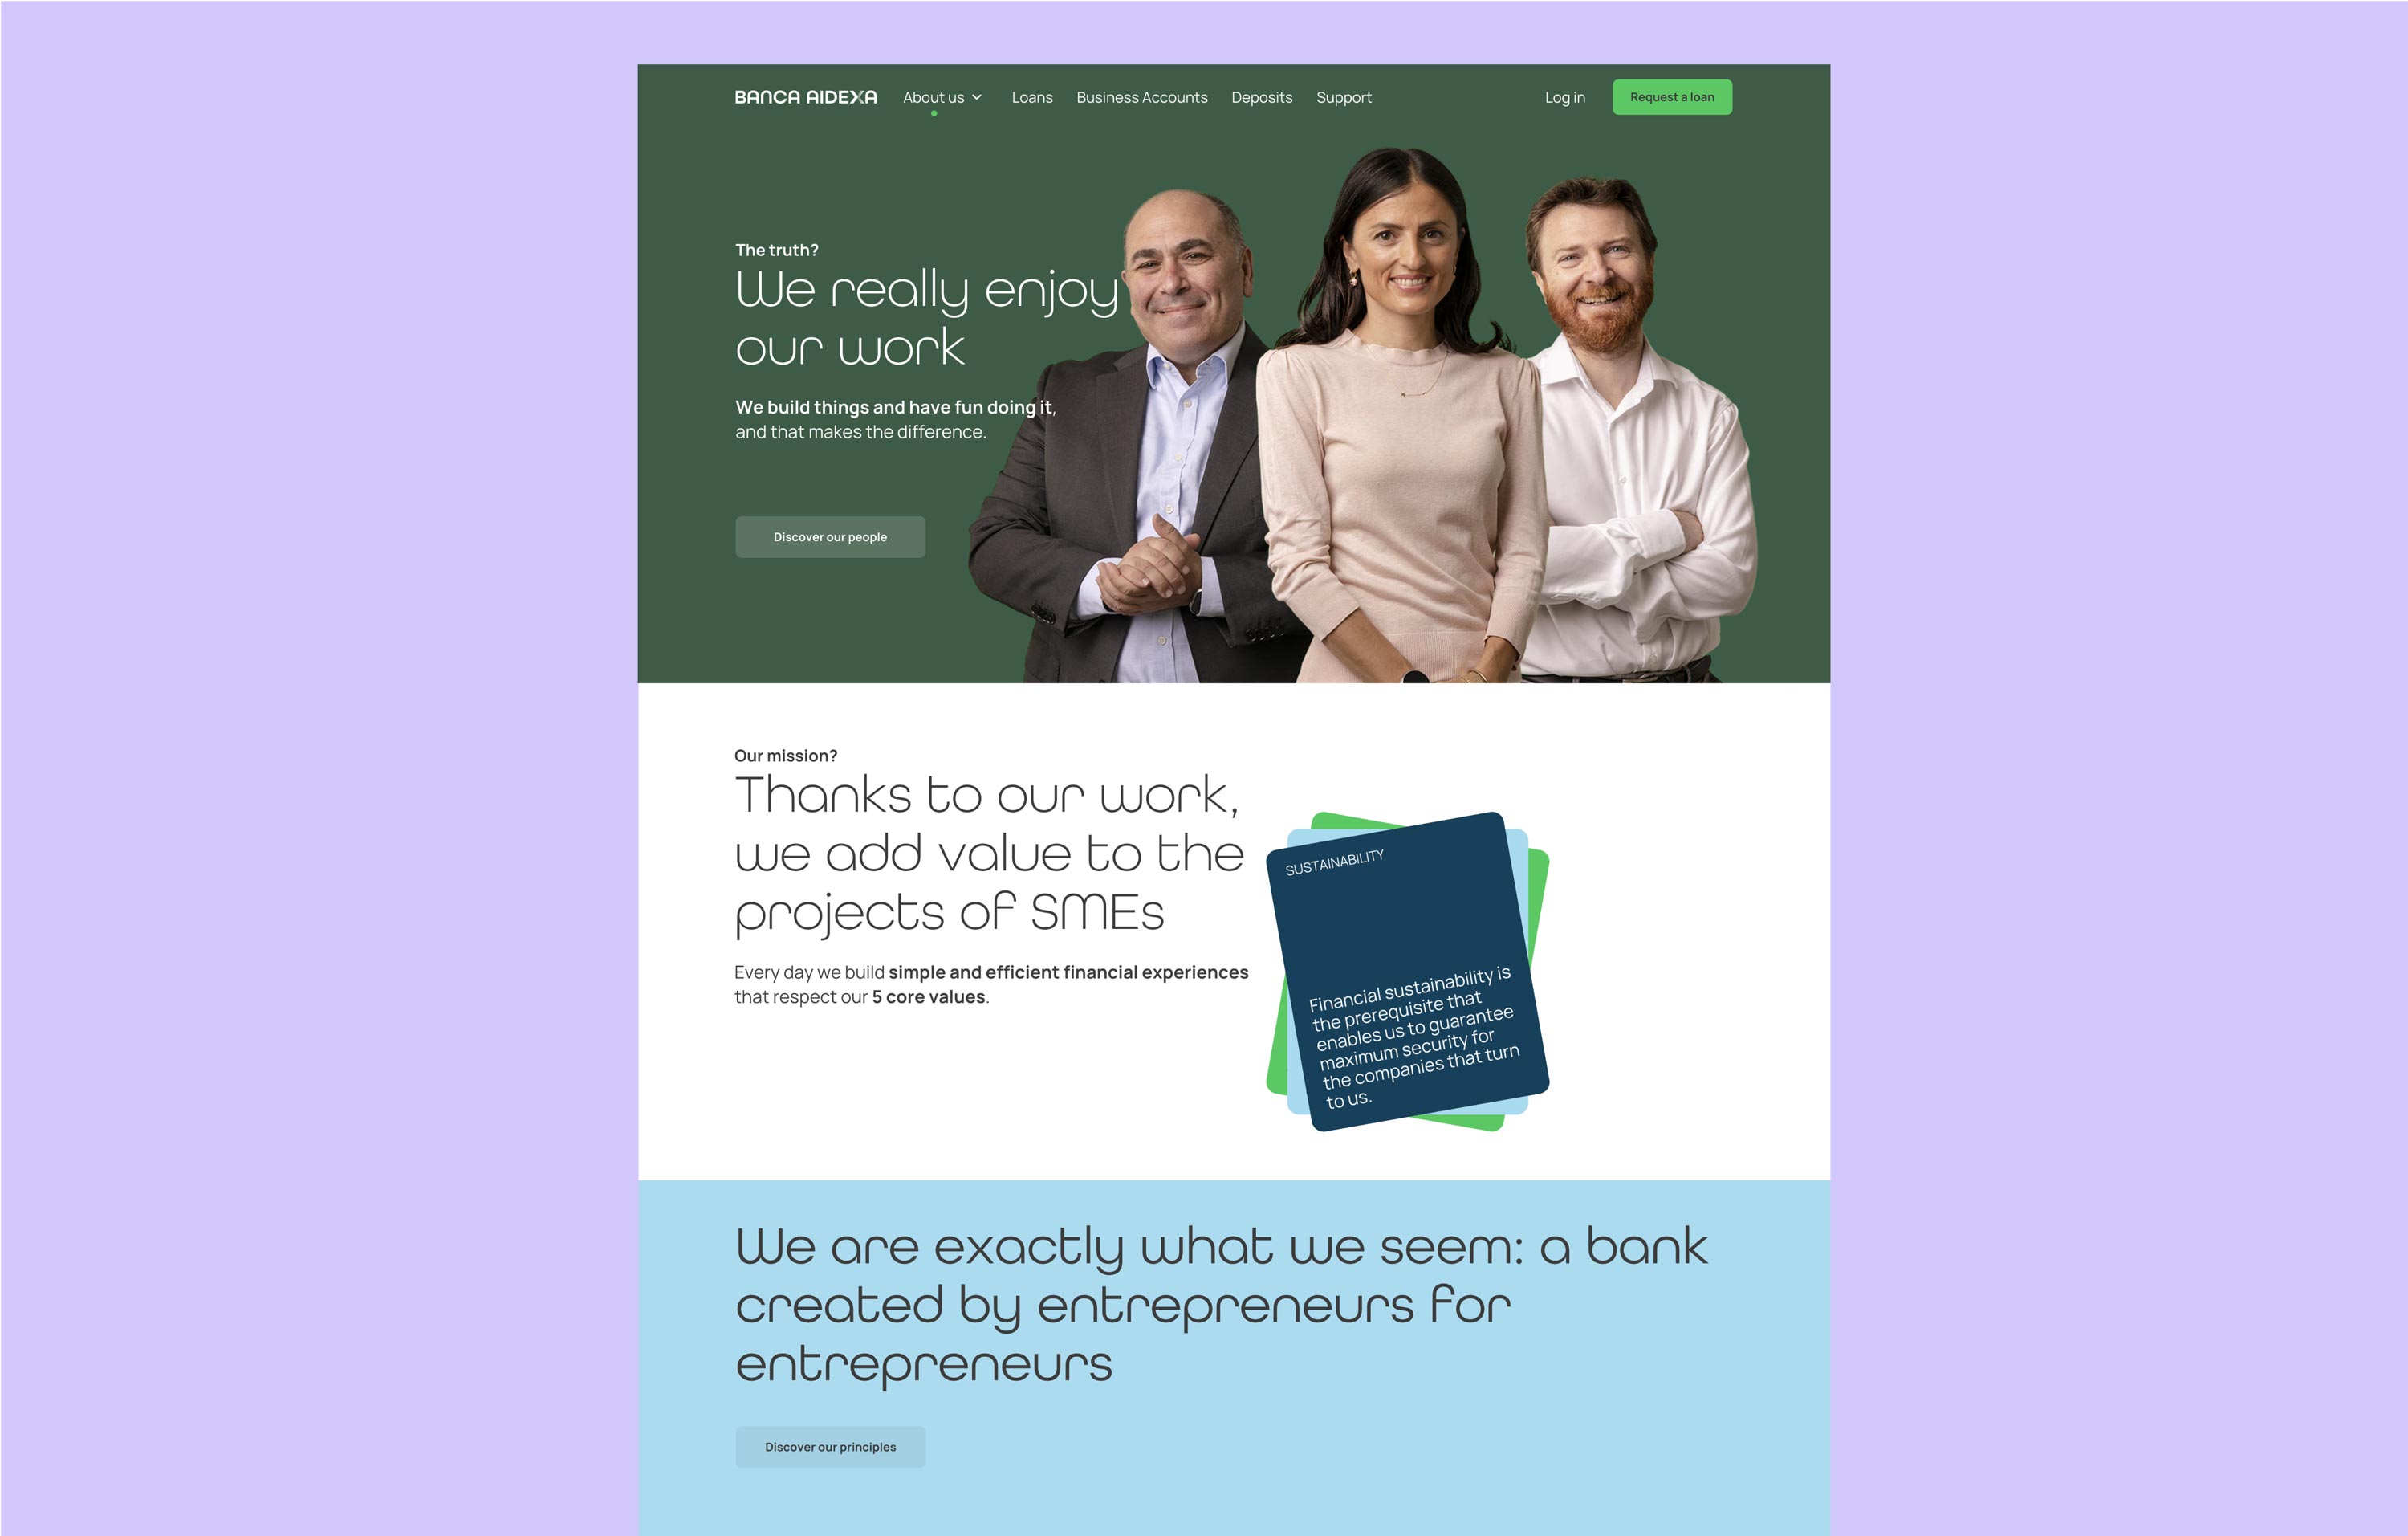 BANCA AIDEXA
About us
Loans
Business Accounts
Deposits
Support
Log in
Request a loan
The truth?
We really enjoy
our work
We build things and have fun doing it,
and that makes the difference.
Discover our people
Our mission?
Thanks to our work,
we add value to the
projects of SMEs
Every day we build simple and efficient financial experiences
that respect our 5 core values.
SUSTAINABILITY
Financial sustainability is
the prerequisite that
enables us to guarantee
maximum security for
the companies that turn
to us.
We are exactly what we seem: a bank
created by entrepreneurs for
entrepreneurs
Discover our principles